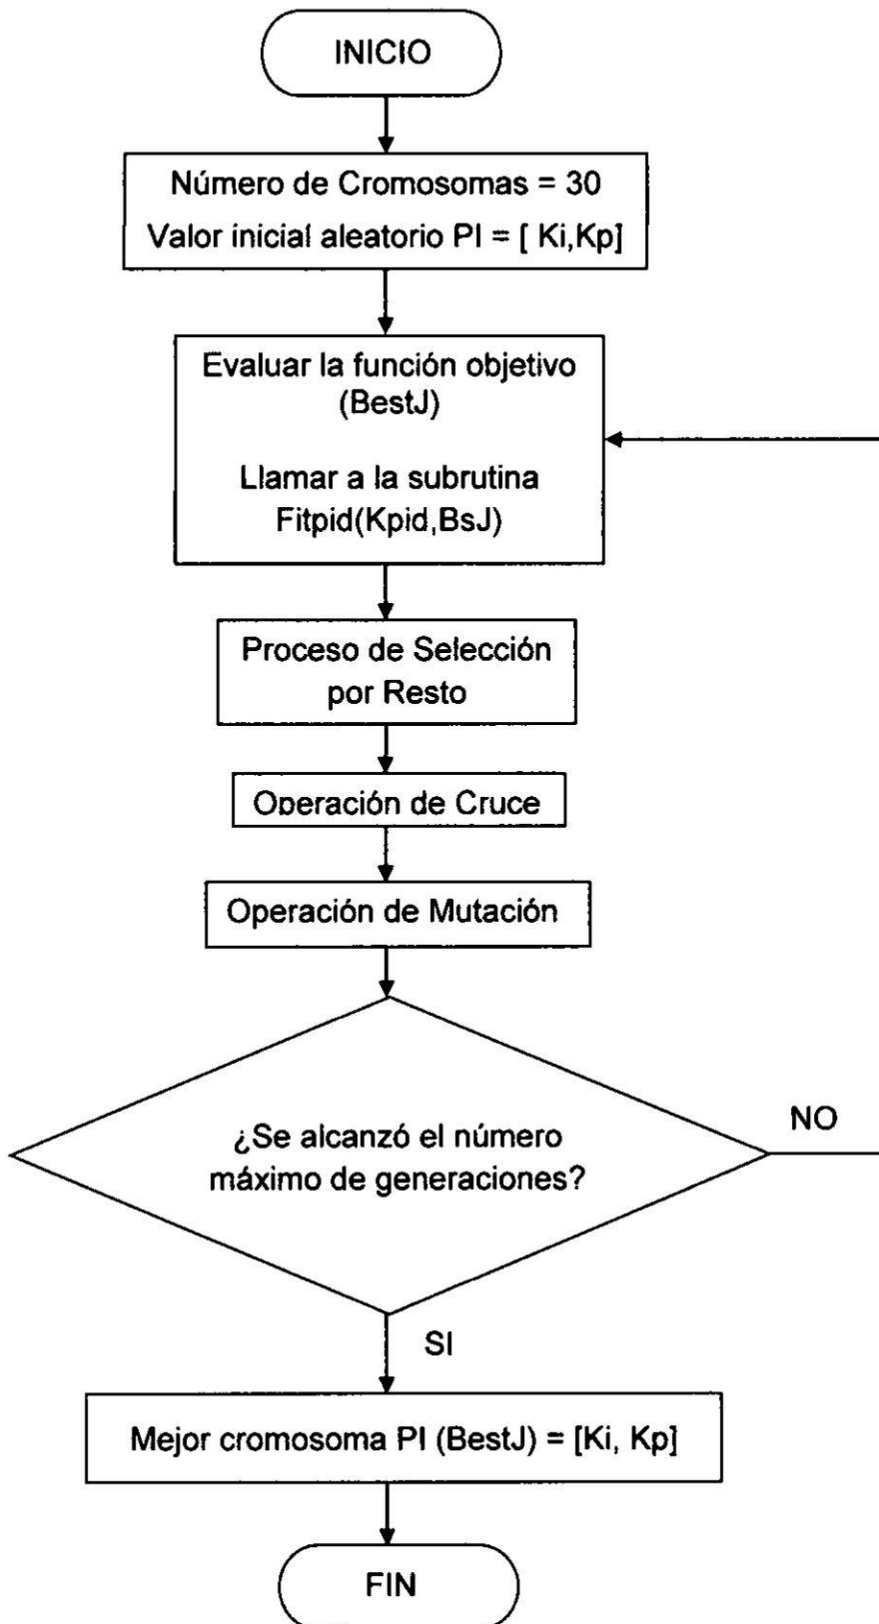 INICIO
Número de Cromosomas = 30
Valor inicial aleatorio PI = [ Ki,Kp]
Evaluar la función objetivo
(BestJ)
Llamar a la subrutina
Fitpid(Kpid,BsJ)
Proceso de Selección
por Resto
Operación de Cruce
Operación de Mutación
¿Se alcanzó el número
máximo de generaciones?
NO
SI
Mejor cromosoma PI (BestJ) = [Ki, Kp]
FIN